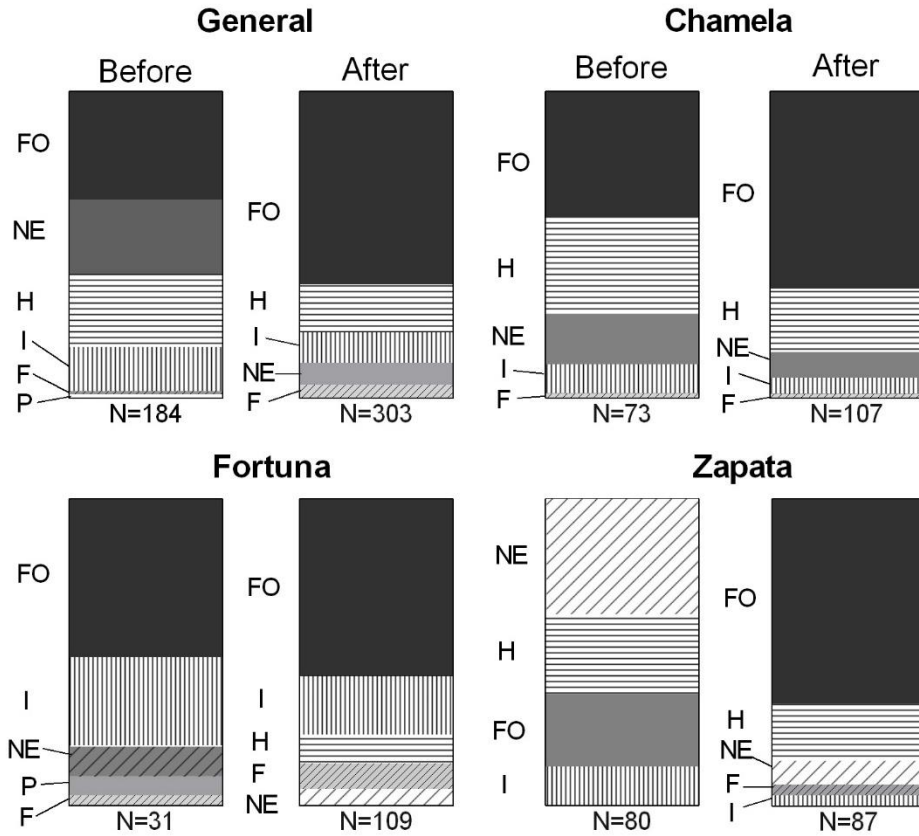 General
Before
After
FO
NE
H
I
F
P
N=184
FO
H
I
NE
F
N=303
Chamela
Before
After
FO
H
NE
I
F
N=73
FO
H
NE
I
F
N=107
Fortuna
FO
I
NE
P
F
N=31
FO
I
H
F
NE
N=109
Zapata
NE
H
FO
I
N=80
FO
H
NE
F
I
N=87